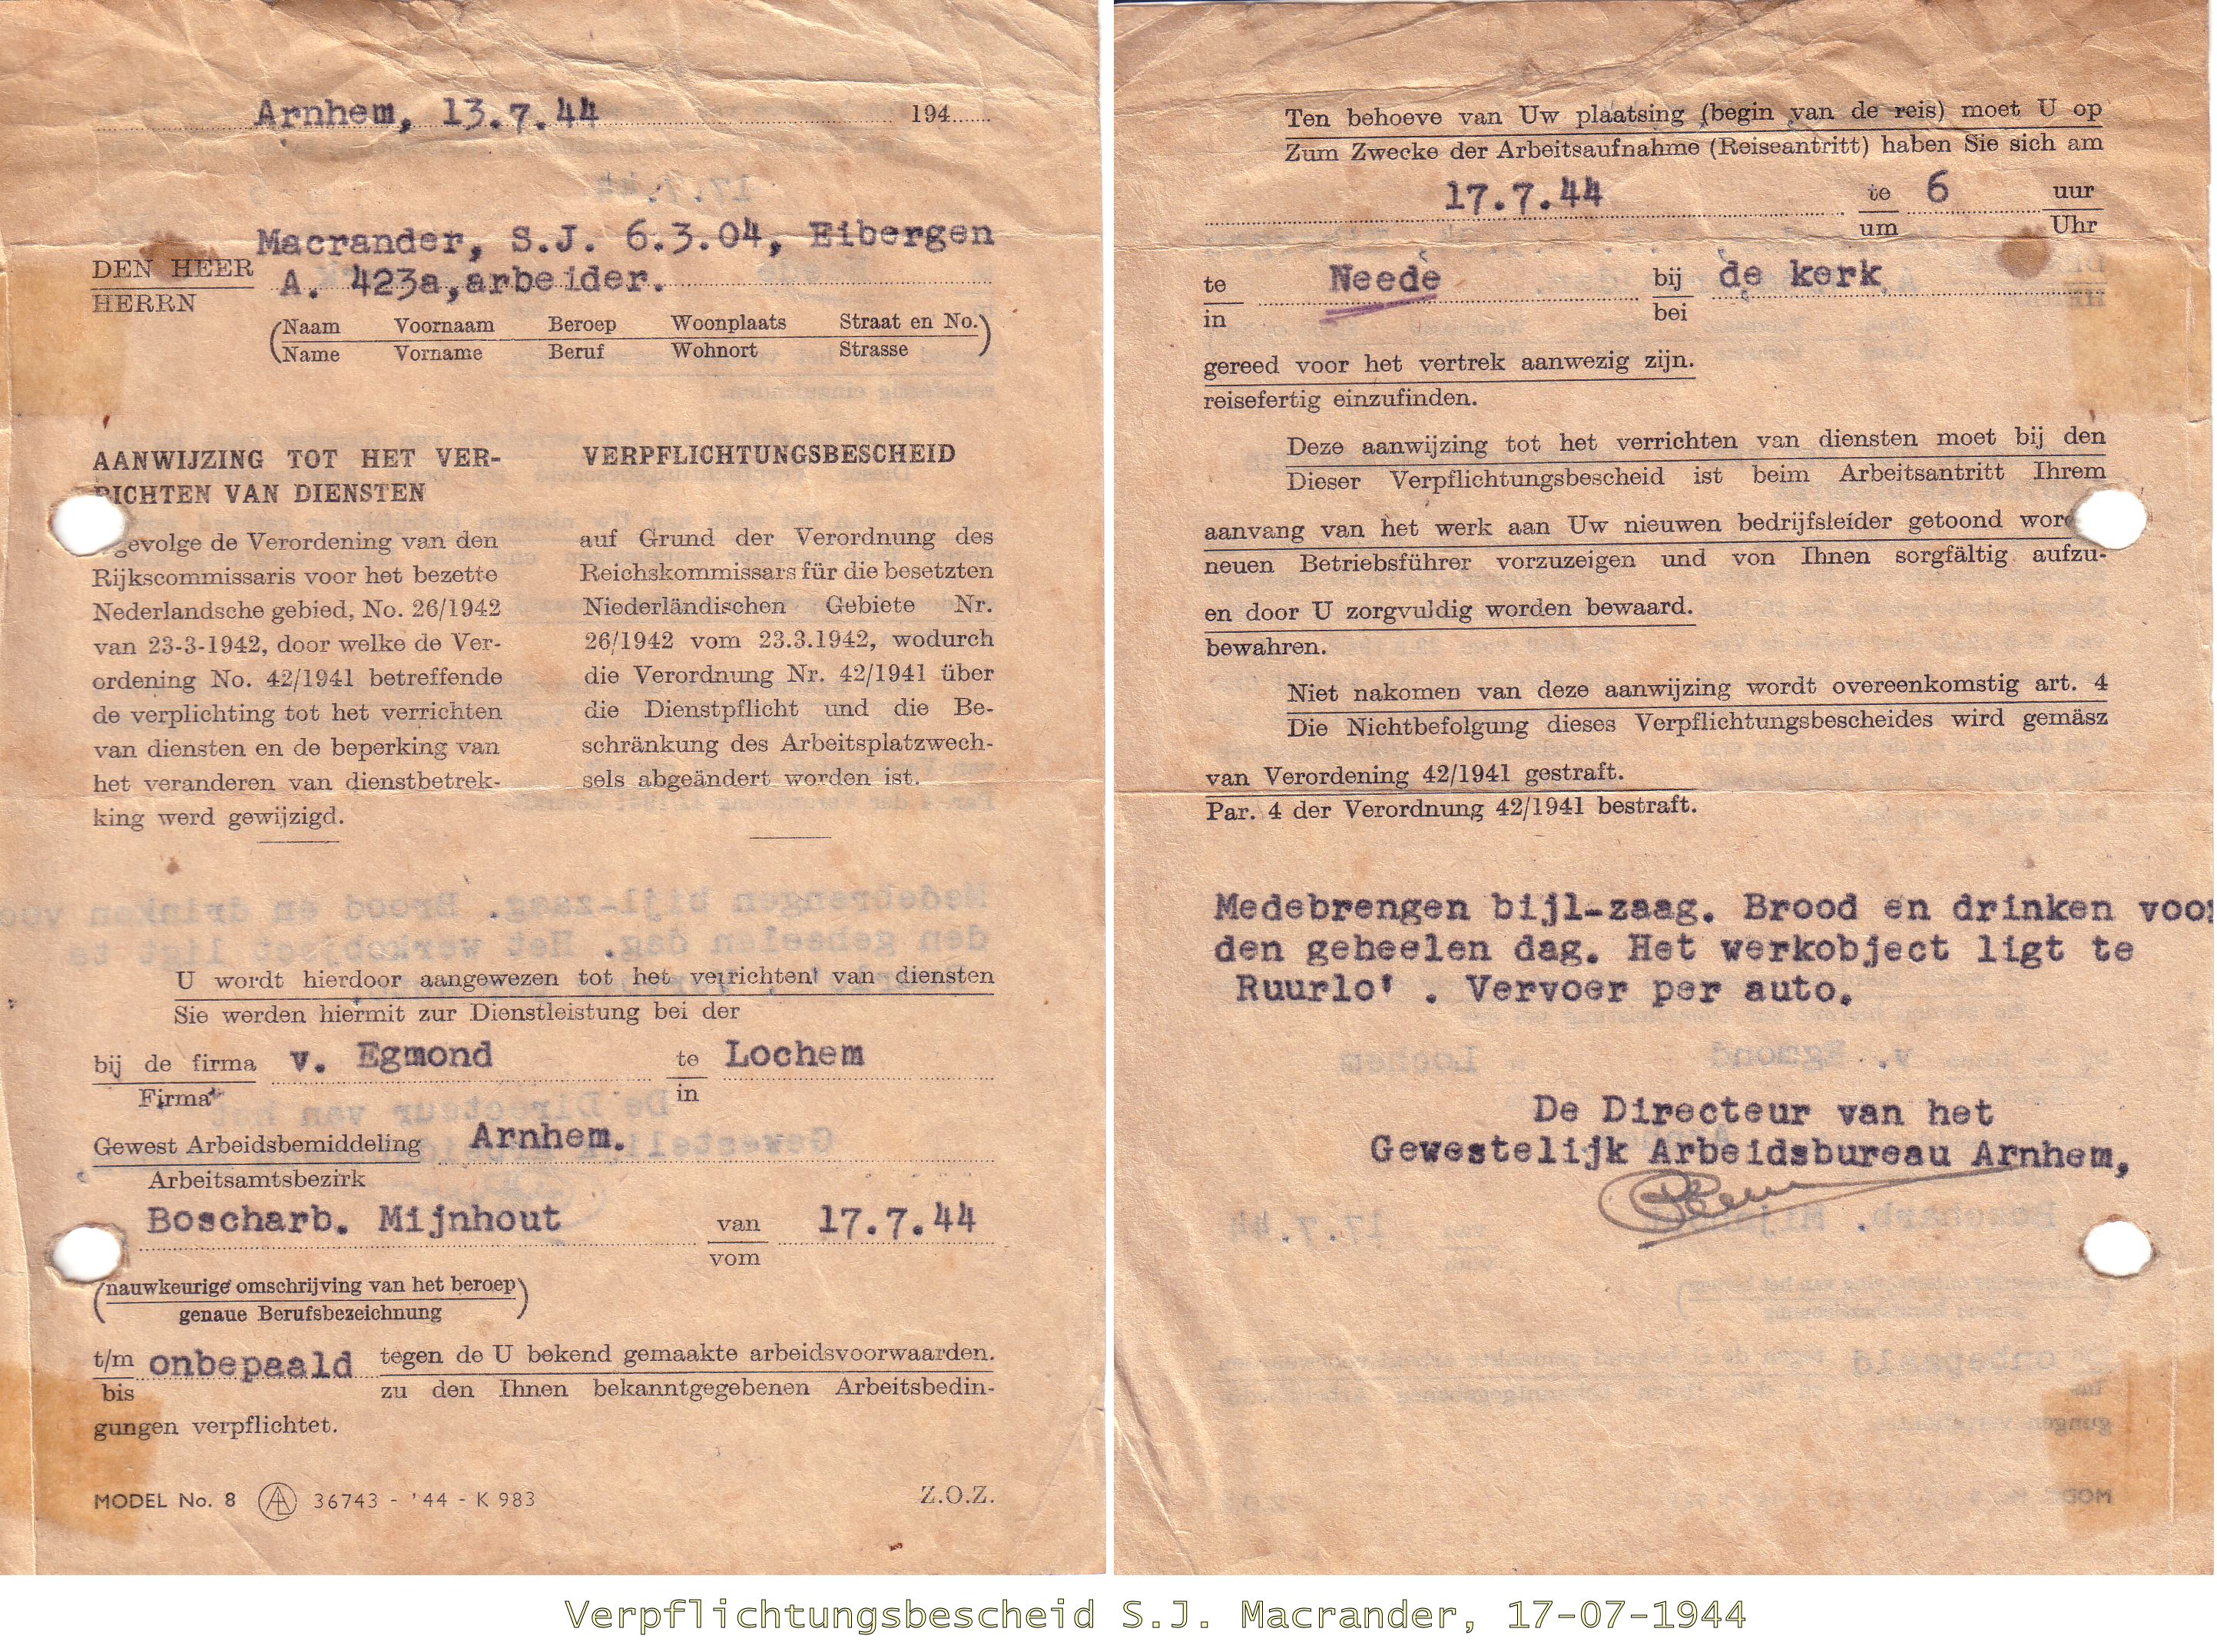 Arnhem, 13.7.44 194
Macrander, S.J. 6.3.04, Eibergen
DEN HEER A. 423a, arbeider.
HERRN
(Naam Voornaam Beroep Woonplaats Straat en No.)
(Name Vorname Beruf Wohnort Strasse)
AANWIJZING TOT HET VER-
RICHTEN VAN DIENSTEN
gevolge de Verordening van den
Rijkscommissaris voor het bezette
Nederlandsche gebied, No. 26/1942
van 23-3-1942, door welke de Ver-
ordening No. 42/1941 betreffende
de verplichting tot het verrichten
van diensten en de beperking van
het veranderen van dienstbetrek-
king werd gewijzigd.
VERPFLICHTUNGSBESCHEID
auf Grund der Verordnung des
Reichskommissars für die besetzten
Niederländischen Gebiete Nr.
26/1942 vom 23.3.1942, wodurch
die Verordnung Nr. 42/1941 über
die Dienstpflicht und die Be-
schränkung des Arbeitsplatzwech-
sels abgeändert worden ist.
U wordt hierdoor aangewezen tot het verrichten van diensten
Sie werden hiermit zur Dienstleistung bei der
bij de firma v. Egmond te Lochem
Firma in
Gewest Arbeidsbemiddeling Arnhem.
Arbeitsamtsbezirk
Boscharb. Mijnhout van 17.7.44
vom
(nauwkeurige omschrijving van het beroep)
genaue Berufsbezeichnung
t/m onbepaald tegen de U bekend gemaakte arbeidsvoorwaarden.
bis zu den Ihnen bekanntgegebenen Arbeitsbedin-
gungen verpflichtet.
MODEL No. 8 AL 36743 - '44 - K 983 Z.O.Z.
Ten behoeve van Uw plaatsing (begin van de reis) moet U op
Zum Zwecke der Arbeitsaufnahme (Reiseantritt) haben Sie sich am
17.7.44 te 6 uur
um Uhr
te Neede bij de kerk
in bei
gereed voor het vertrek aanwezig zijn.
reisefertig einzufinden.
Deze aanwijzing tot het verrichten van diensten moet bij den
Dieser Verpflichtungsbescheid ist beim Arbeitsantritt Ihrem
aanvang van het werk aan Uw nieuwen bedrijfsleider getoond wor
neuen Betriebsführer vorzuzeigen und von Ihnen sorgfältig aufzu-
en door U zorgvuldig worden bewaard.
bewahren.
Niet nakomen van deze aanwijzing wordt overeenkomstig art. 4
Die Nichtbefolgung dieses Verpflichtungsbescheides wird gemäsz
van Verordening 42/1941 gestraft.
Par. 4 der Verordnung 42/1941 bestraft.
Medebrengen bijl-zaag. Brood en drinken voor
den geheelen dag. Het werkobject ligt te
Ruurlo' . Vervoer per auto.
De Directeur van het
Gewestelijk Arbeidsbureau Arnhem,
Verpflichtungsbescheid S.J. Macrander, 17-07-1944